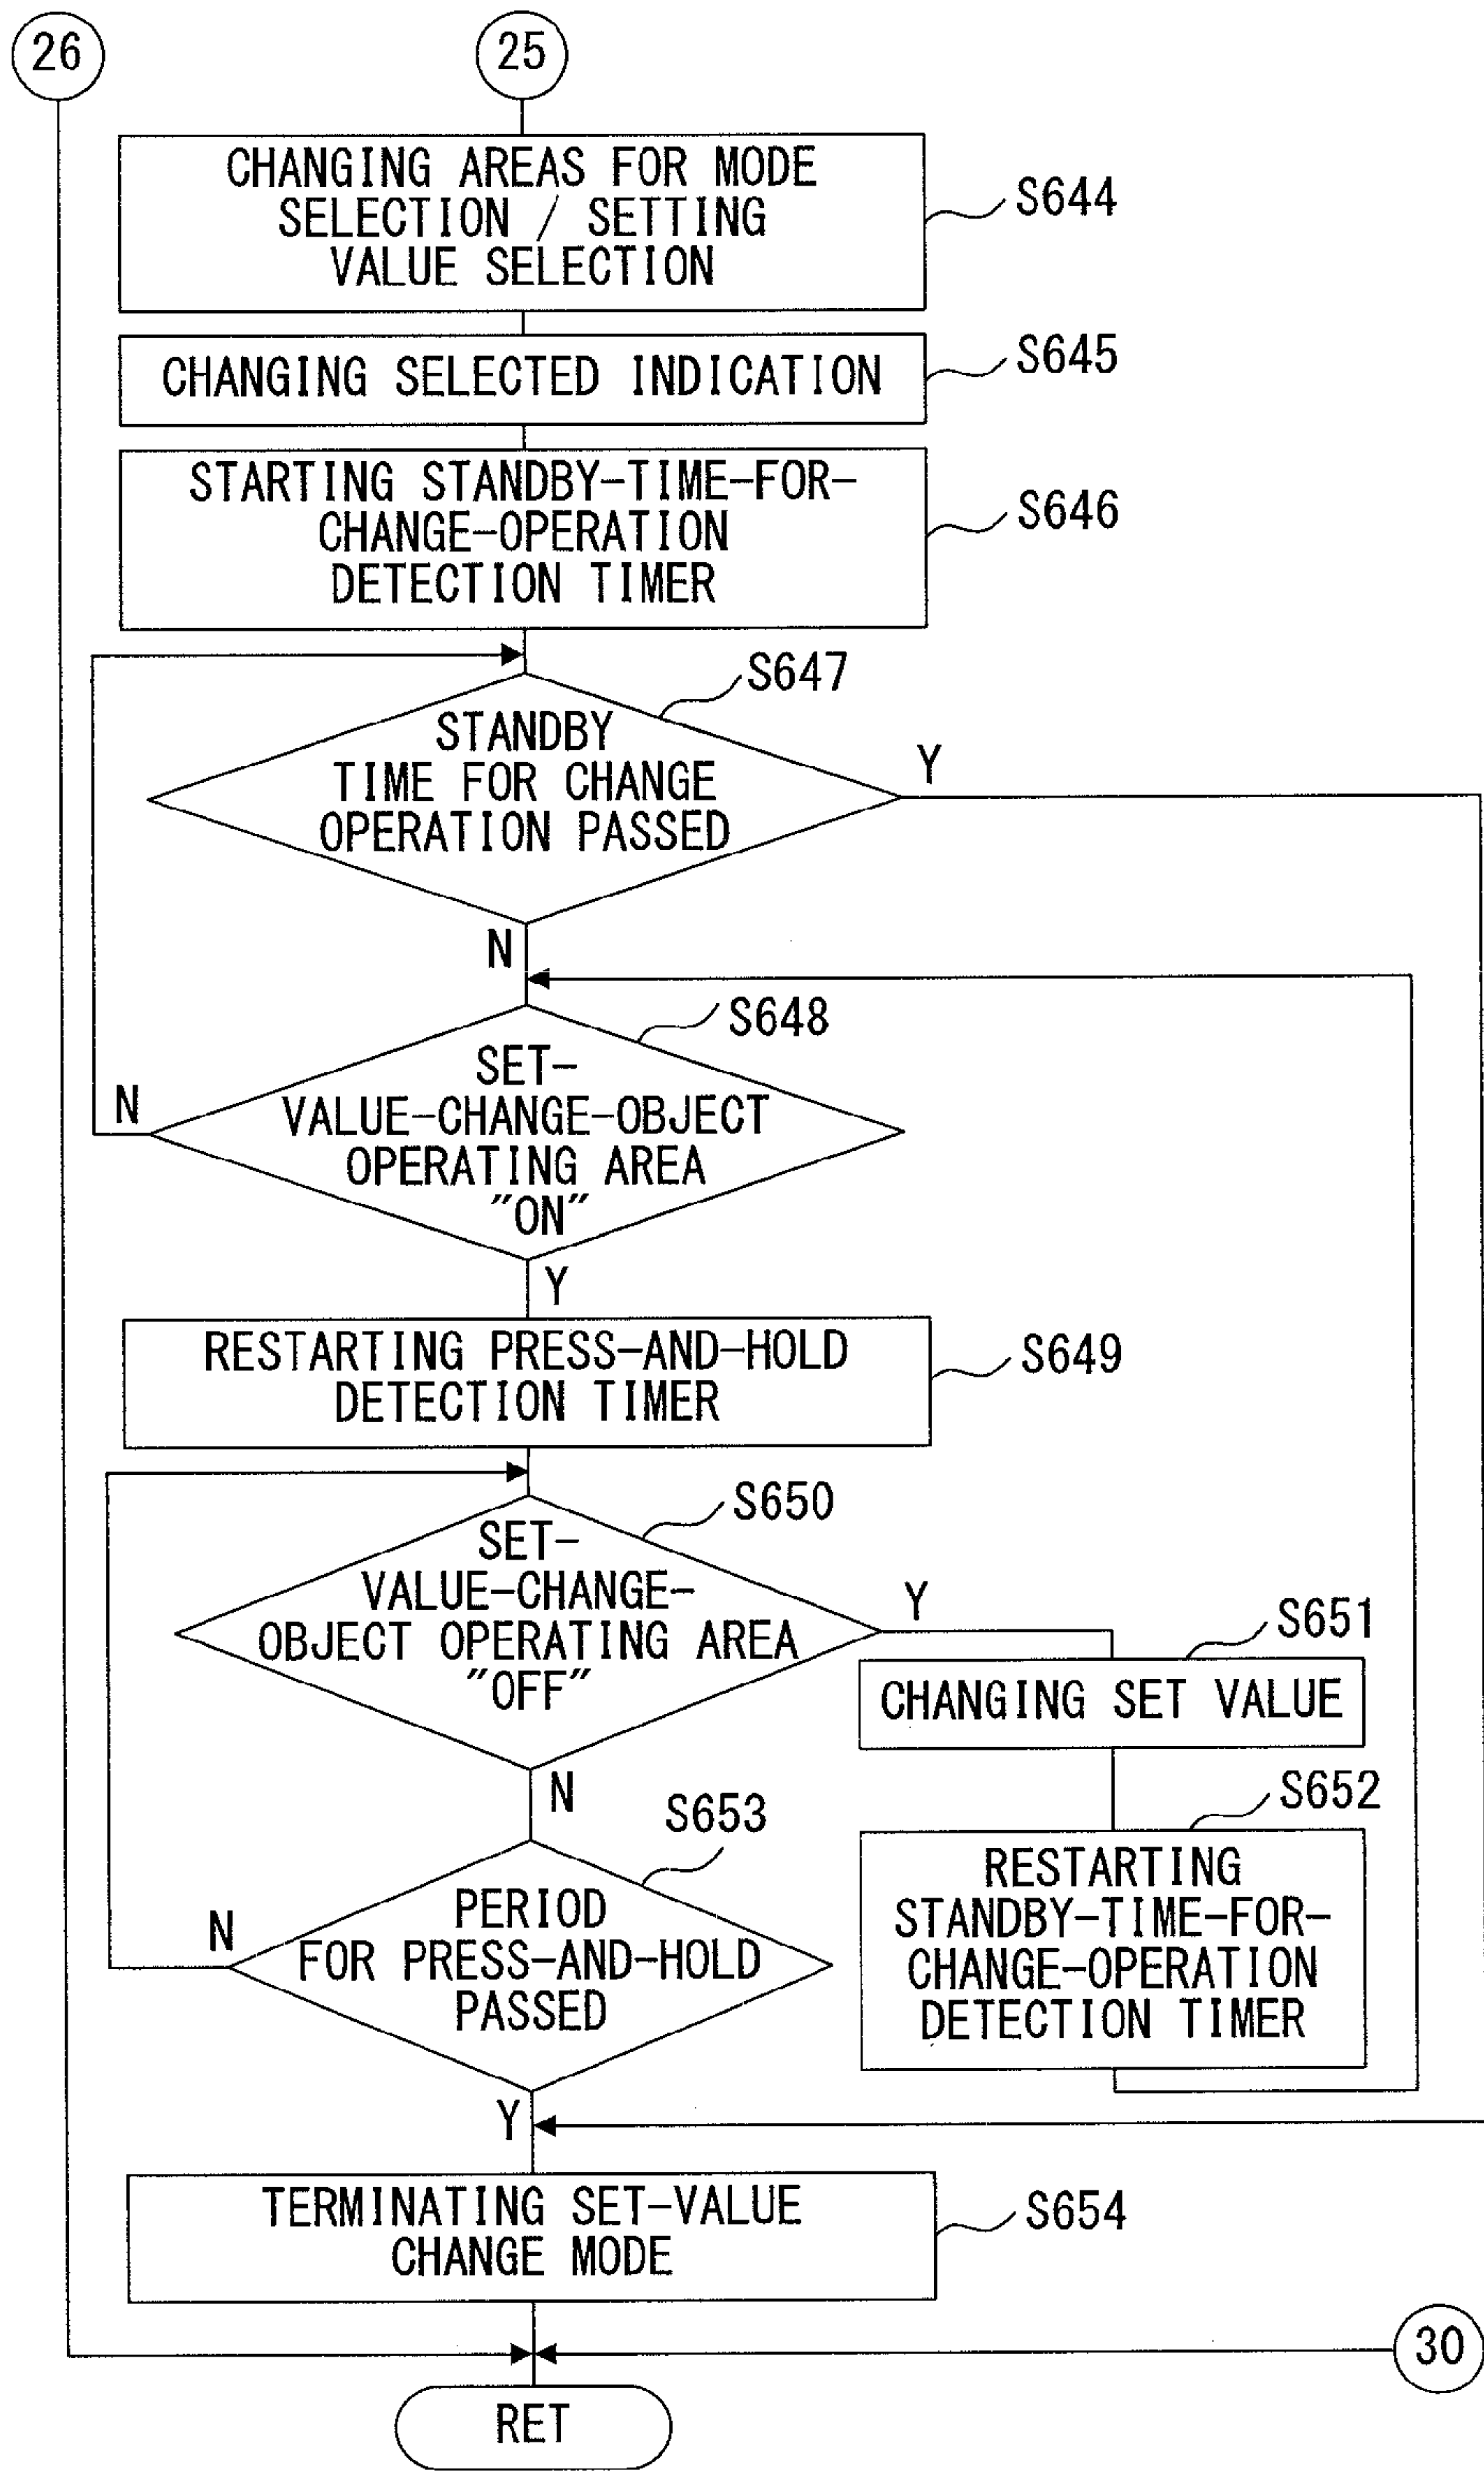 26
25
CHANGING AREAS FOR MODE
SELECTION / SETTING
VALUE SELECTION
S644
CHANGING SELECTED INDICATION
S645
STARTING STANDBY-TIME-FOR-
CHANGE-OPERATION
DETECTION TIMER
S646
S647
STANDBY
TIME FOR CHANGE
OPERATION PASSED
Y
N
S648
SET-
VALUE-CHANGE-OBJECT
OPERATING AREA
"ON"
N
Y
RESTARTING PRESS-AND-HOLD
DETECTION TIMER
S649
S650
SET-
VALUE-CHANGE-
OBJECT OPERATING AREA
"OFF"
Y
S651
CHANGING SET VALUE
N
S652
RESTARTING
STANDBY-TIME-FOR-
CHANGE-OPERATION
DETECTION TIMER
S653
PERIOD
FOR PRESS-AND-HOLD
PASSED
N
Y
TERMINATING SET-VALUE
CHANGE MODE
S654
30
RET